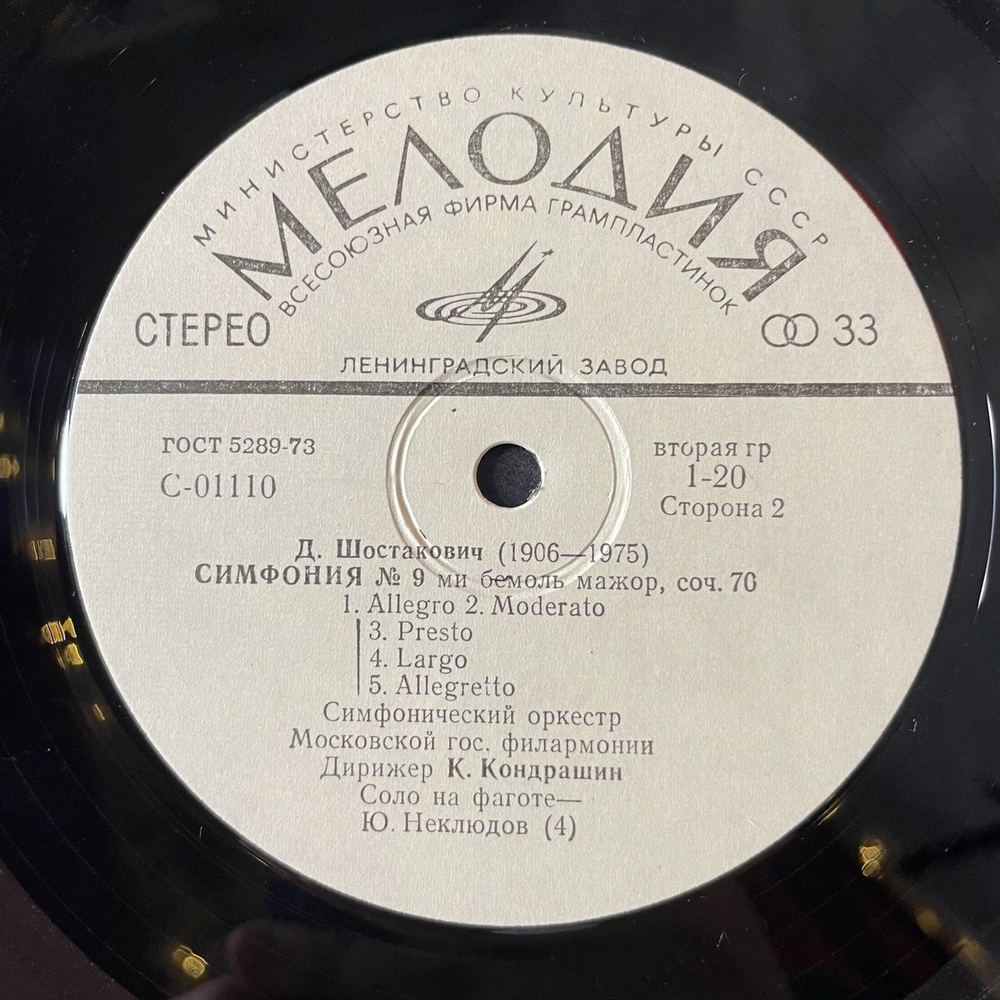 МИНИСТЕРСТВО КУЛЬТУРЫ СССР
МЕЛОДИЯ
ВСЕСОЮЗНАЯ ФИРМА ГРАМПЛАСТИНОК
СТЕРЕО
33
ЛЕНИНГРАДСКИЙ ЗАВОД
ГОСТ 5289-73
С-01110
вторая гр
1-20
Сторона 2
Д. Шостакович (1906—1975)
СИМФОНИЯ № 9 ми бемоль мажор, соч. 70
1. Allegro 2. Moderato
3. Presto
4. Largo
5. Allegretto
Симфонический оркестр
Московской гос. филармонии
Дирижер К. Кондрашин
Соло на фаготе—
Ю. Неклюдов (4)